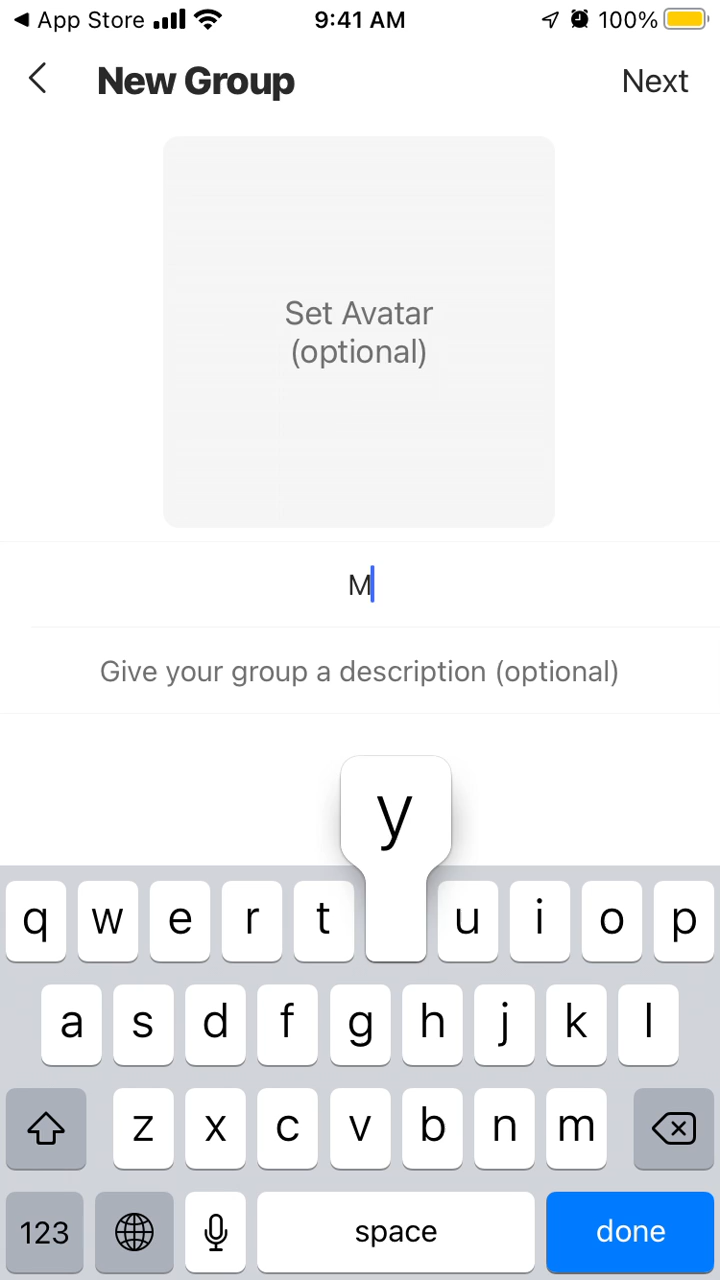 App Store 9:41 AM 100%
New Group Next
Set Avatar
(optional)
M
Give your group a description (optional)
y
q w e r t u i o p
a s d f g h j k l
z x c v b n m
123 space done